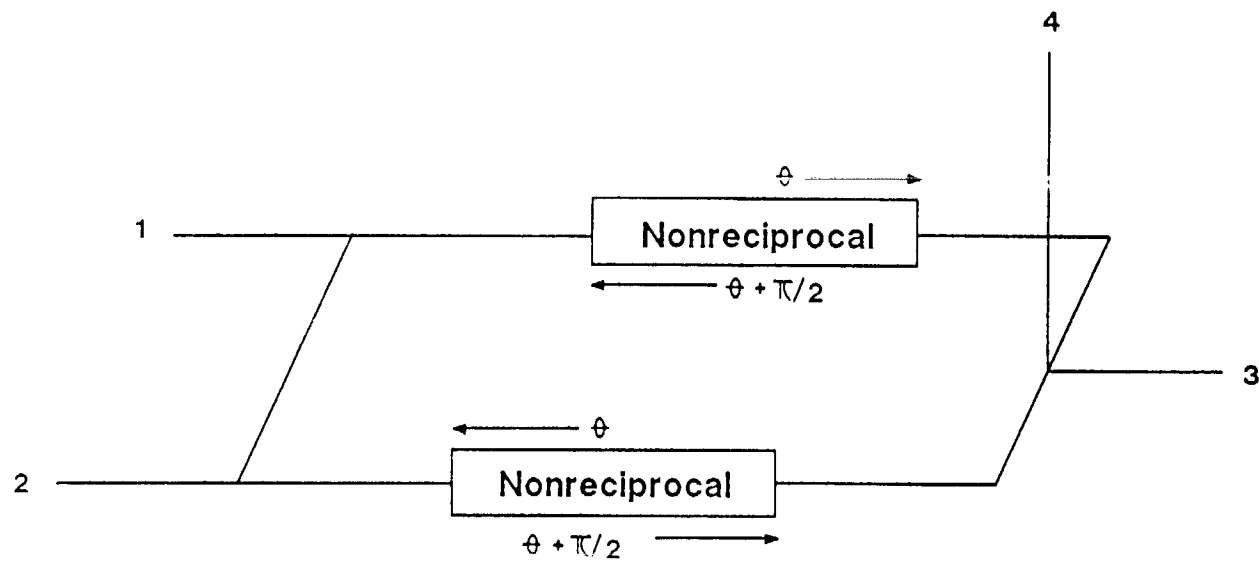 4
θ
1
Nonreciprocal
θ + π/2
3
θ
2
Nonreciprocal
θ + π/2